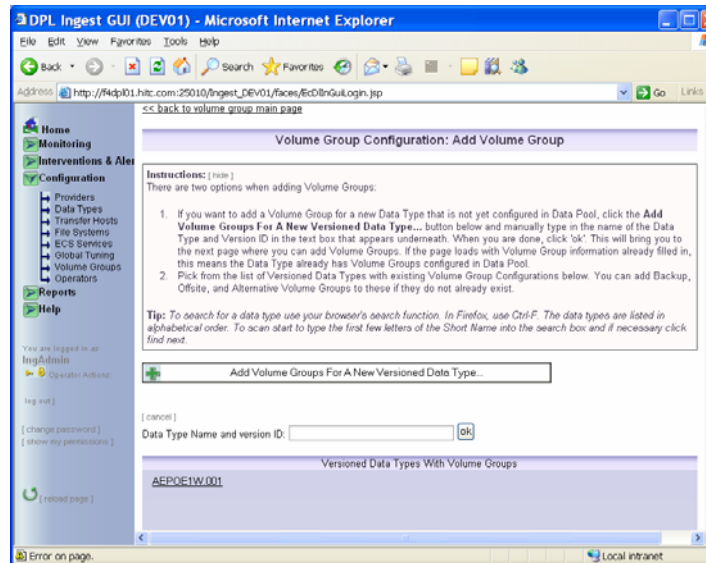 DPL Ingest GUI (DEV01) - Microsoft Internet Explorer
File Edit View Favorites Tools Help
Back Search Favorites
Address http://f4dpl01.hitc.com:25010/Ingest_DEV01/faces/EcDlInGuiLogin.jsp Go Links
<< back to volume group main page
Home
Monitoring
Interventions & Aler
Configuration
Providers
Data Types
Transfer Hosts
File Systems
ECS Services
Global Tuning
Volume Groups
Operators
Reports
Help
You are logged in as
IngAdmin
Operator Actions:
log out ]
[ change password ]
[ show my permissions ]
[ reload page ]
Volume Group Configuration: Add Volume Group
Instructions: [ hide ]
There are two options when adding Volume Groups:
1. If you want to add a Volume Group for a new Data Type that is not yet configured in Data Pool, click the Add
Volume Groups For A New Versioned Data Type... button below and manually type in the name of the Data
Type and Version ID in the text box that appears underneath. When you are done, click 'ok'. This will bring you to
the next page where you can add Volume Groups. If the page loads with Volume Group information already filled in,
this means the Data Type already has Volume Groups configured in Data Pool.
2. Pick from the list of Versioned Data Types with existing Volume Group Configurations below. You can add Backup,
Offsite, and Alternative Volume Groups to these if they do not already exist.
Tip: To search for a data type use your browser's search function. In Firefox, use Ctrl-F. The data types are listed in
alphabetical order. To scan start to type the first few letters of the Short Name into the search box and if necessary click
find next.
Add Volume Groups For A New Versioned Data Type...
[ cancel ]
Data Type Name and version ID: ok
Versioned Data Types With Volume Groups
AEPOE1W.001
Error on page. Local intranet